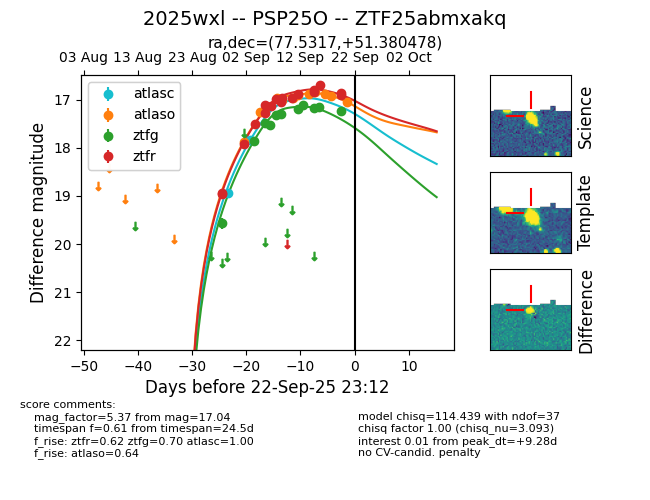 2025wxl -- PSP25O -- ZTF25abmxakq
ra,dec=(77.5317,+51.380478)
03 Aug 13 Aug 23 Aug 02 Sep 12 Sep 22 Sep 02 Oct
atlasc
atlaso
ztfg
ztfr
17
18
19
20
21
22
Difference magnitude
−50 −40 −30 −20 −10 0 10
Days before 22-Sep-25 23:12
Science
Template
Difference
score comments:
mag_factor=5.37 from mag=17.04
timespan f=0.61 from timespan=24.5d
f_rise: ztfr=0.62 ztfg=0.70 atlasc=1.00
f_rise: atlaso=0.64
model chisq=114.439 with ndof=37
chisq factor 1.00 (chisq_nu=3.093)
interest 0.01 from peak_dt=+9.28d
no CV-candid. penalty